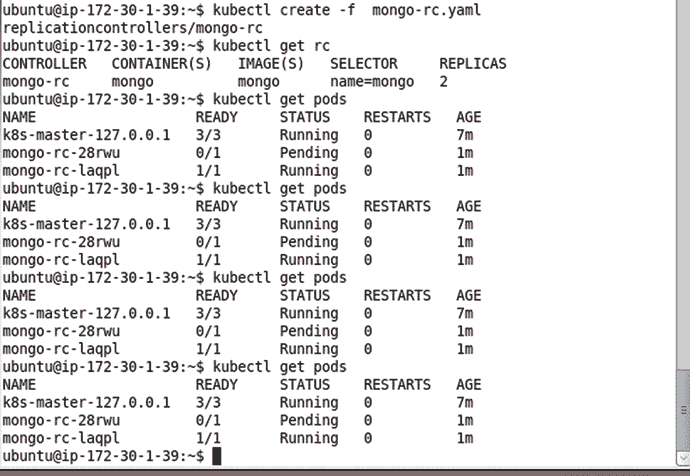 ubuntu@ip-172-30-1-39:~$ kubectl create -f  mongo-rc.yaml
replicationcontrollers/mongo-rc
ubuntu@ip-172-30-1-39:~$ kubectl get rc
CONTROLLER   CONTAINER(S)   IMAGE(S)   SELECTOR     REPLICAS
mongo-rc     mongo          mongo      name=mongo   2
ubuntu@ip-172-30-1-39:~$ kubectl get pods
NAME                   READY     STATUS    RESTARTS   AGE
k8s-master-127.0.0.1   3/3       Running   0          7m
mongo-rc-28rwu         0/1       Pending   0          1m
mongo-rc-laqpl         1/1       Running   0          1m
ubuntu@ip-172-30-1-39:~$ kubectl get pods
NAME                   READY     STATUS    RESTARTS   AGE
k8s-master-127.0.0.1   3/3       Running   0          7m
mongo-rc-28rwu         0/1       Pending   0          1m
mongo-rc-laqpl         1/1       Running   0          1m
ubuntu@ip-172-30-1-39:~$ kubectl get pods
NAME                   READY     STATUS    RESTARTS   AGE
k8s-master-127.0.0.1   3/3       Running   0          7m
mongo-rc-28rwu         0/1       Pending   0          1m
mongo-rc-laqpl         1/1       Running   0          1m
ubuntu@ip-172-30-1-39:~$ kubectl get pods
NAME                   READY     STATUS    RESTARTS   AGE
k8s-master-127.0.0.1   3/3       Running   0          7m
mongo-rc-28rwu         0/1       Pending   0          1m
mongo-rc-laqpl         1/1       Running   0          1m
ubuntu@ip-172-30-1-39:~$